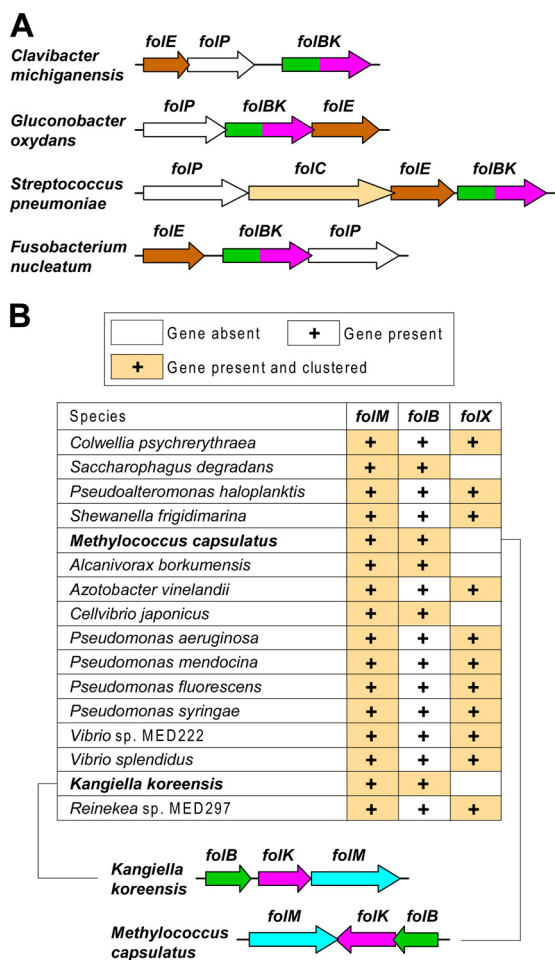 A
Clavibacter
michiganensis
folE folP folBK
Gluconobacter
oxydans
folP folBK folE
Streptococcus
pneumoniae
folP folC folE folBK
Fusobacterium
nucleatum
folE folBK folP
B
Gene absent + Gene present
+ Gene present and clustered
Species folM folB folX
Colwellia psychrerythraea + + +
Saccharophagus degradans + +
Pseudoalteromonas haloplanktis + + +
Shewanella frigidimarina + + +
Methylococcus capsulatus + +
Alcanivorax borkumensis + +
Azotobacter vinelandii + + +
Cellvibrio japonicus + +
Pseudomonas aeruginosa + + +
Pseudomonas mendocina + + +
Pseudomonas fluorescens + + +
Pseudomonas syringae + + +
Vibrio sp. MED222 + + +
Vibrio splendidus + + +
Kangiella koreensis + +
Reinekea sp. MED297 + + +
Kangiella
koreensis
folB folK folM
Methylococcus
capsulatus
folM folK folB